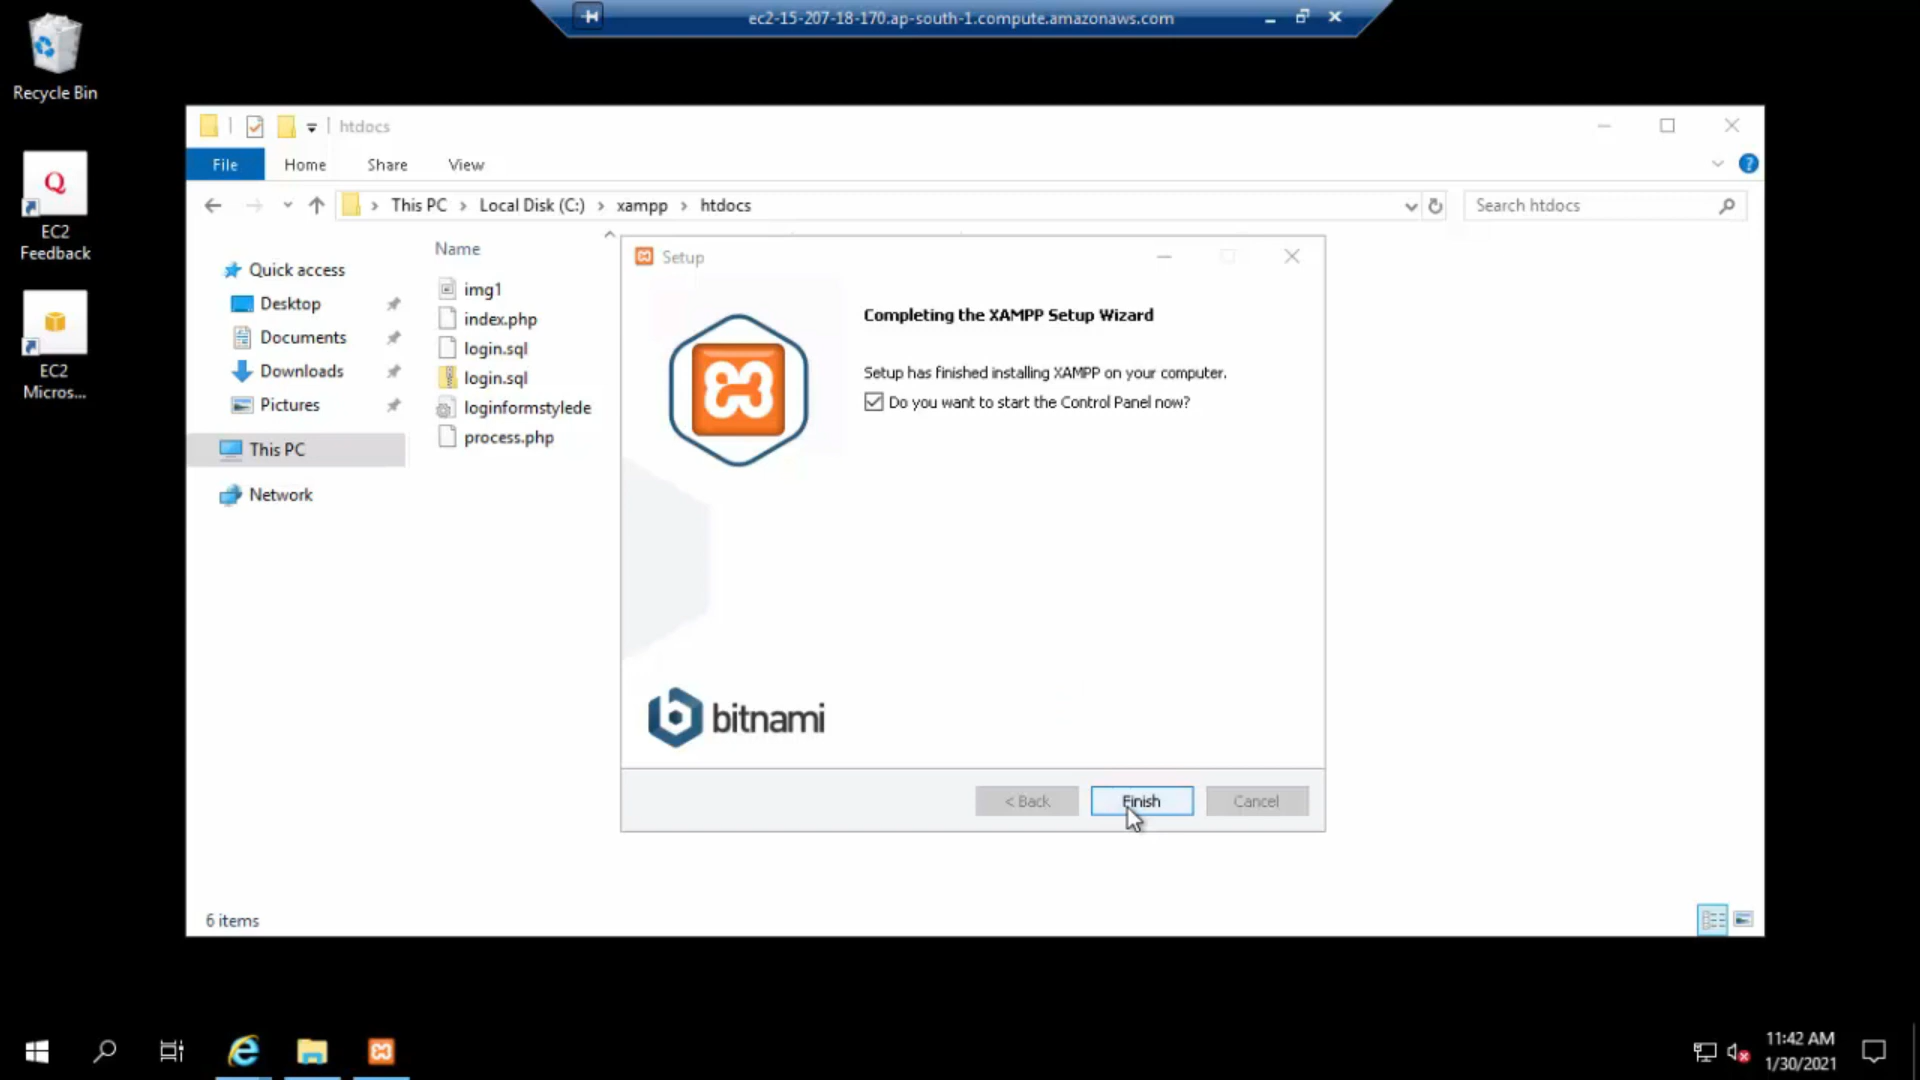 ec2-15-207-18-170.ap-south-1.compute.amazonaws.com
Recycle Bin
htdocs
File
Home
Share
View
This PC
Local Disk (C:)
xampp
htdocs
Search htdocs
EC2
Feedback
EC2
Micros...
Quick access
Desktop
Documents
Downloads
Pictures
This PC
Network
Name
img1
index.php
login.sql
login.sql
loginformstylede
process.php
Setup
Completing the XAMPP Setup Wizard
Setup has finished installing XAMPP on your computer.
Do you want to start the Control Panel now?
bitnami
< Back
Finish
Cancel
6 items
11:42 AM
1/30/2021